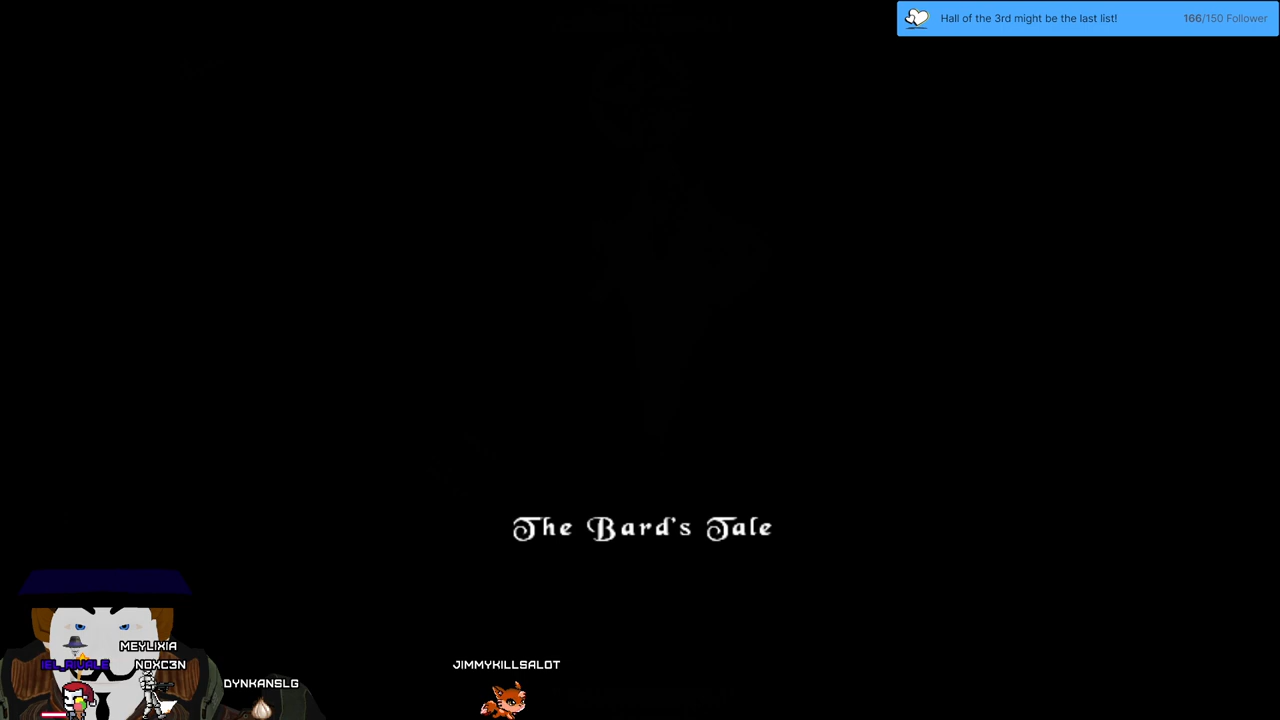 Hall of the 3rd might be the last list! 166/150 Follower
The Bard's Tale
MEYLIXIA
NOXC3N
DYNKANSLG
JIMMYKILLSALOT